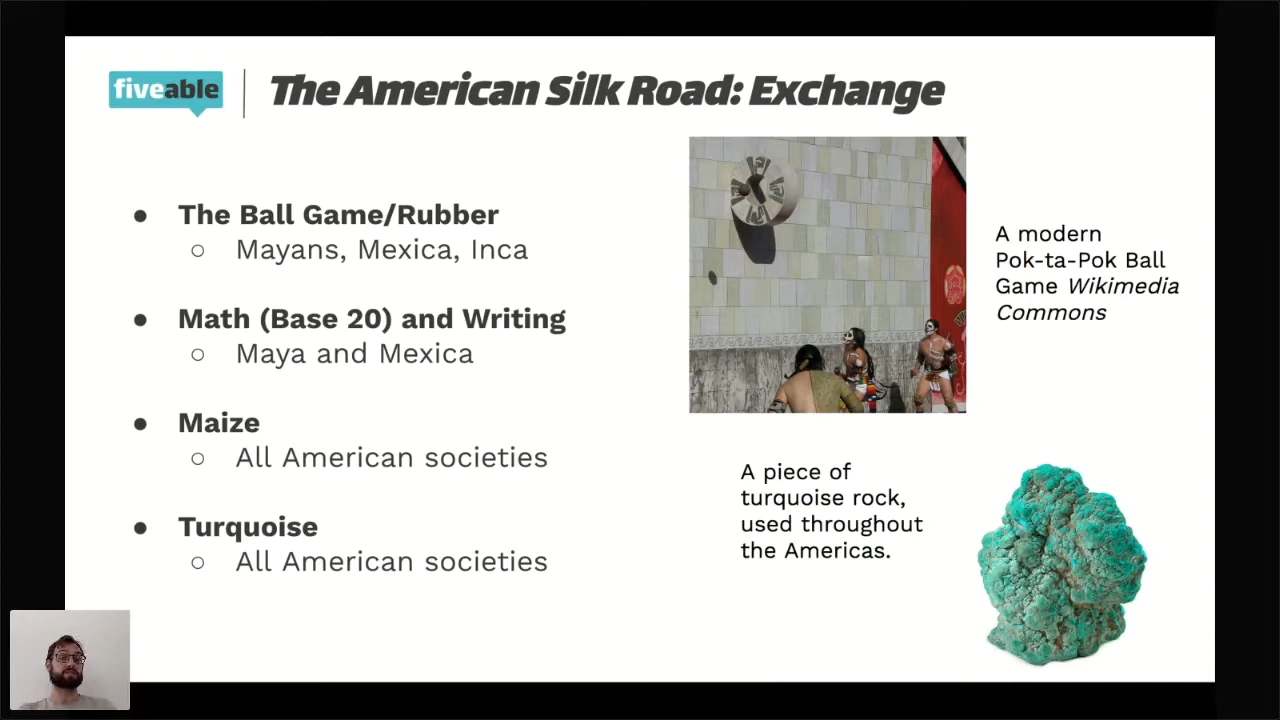 fiveable
The American Silk Road: Exchange
● The Ball Game/Rubber
○ Mayans, Mexica, Inca
● Math (Base 20) and Writing
○ Maya and Mexica
● Maize
○ All American societies
● Turquoise
○ All American societies
A modern
Pok-ta-Pok Ball
Game Wikimedia
Commons
A piece of
turquoise rock,
used throughout
the Americas.